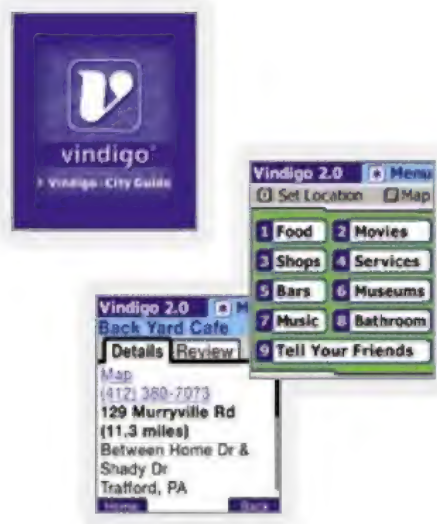 vindigo®
Vindigo: City Guide
Vindigo 2.0 * Menu
Set Location Map
1 Food 2 Movies
3 Shops 4 Services
5 Bars 6 Museums
7 Music 8 Bathroom
9 Tell Your Friends
Vindigo 2.0 * M
Back Yard Cafe
Details Review
Map
(412) 380-7073
129 Murryville Rd
(11.3 miles)
Between Home Dr &
Shady Dr
Trafford, PA
Home Back